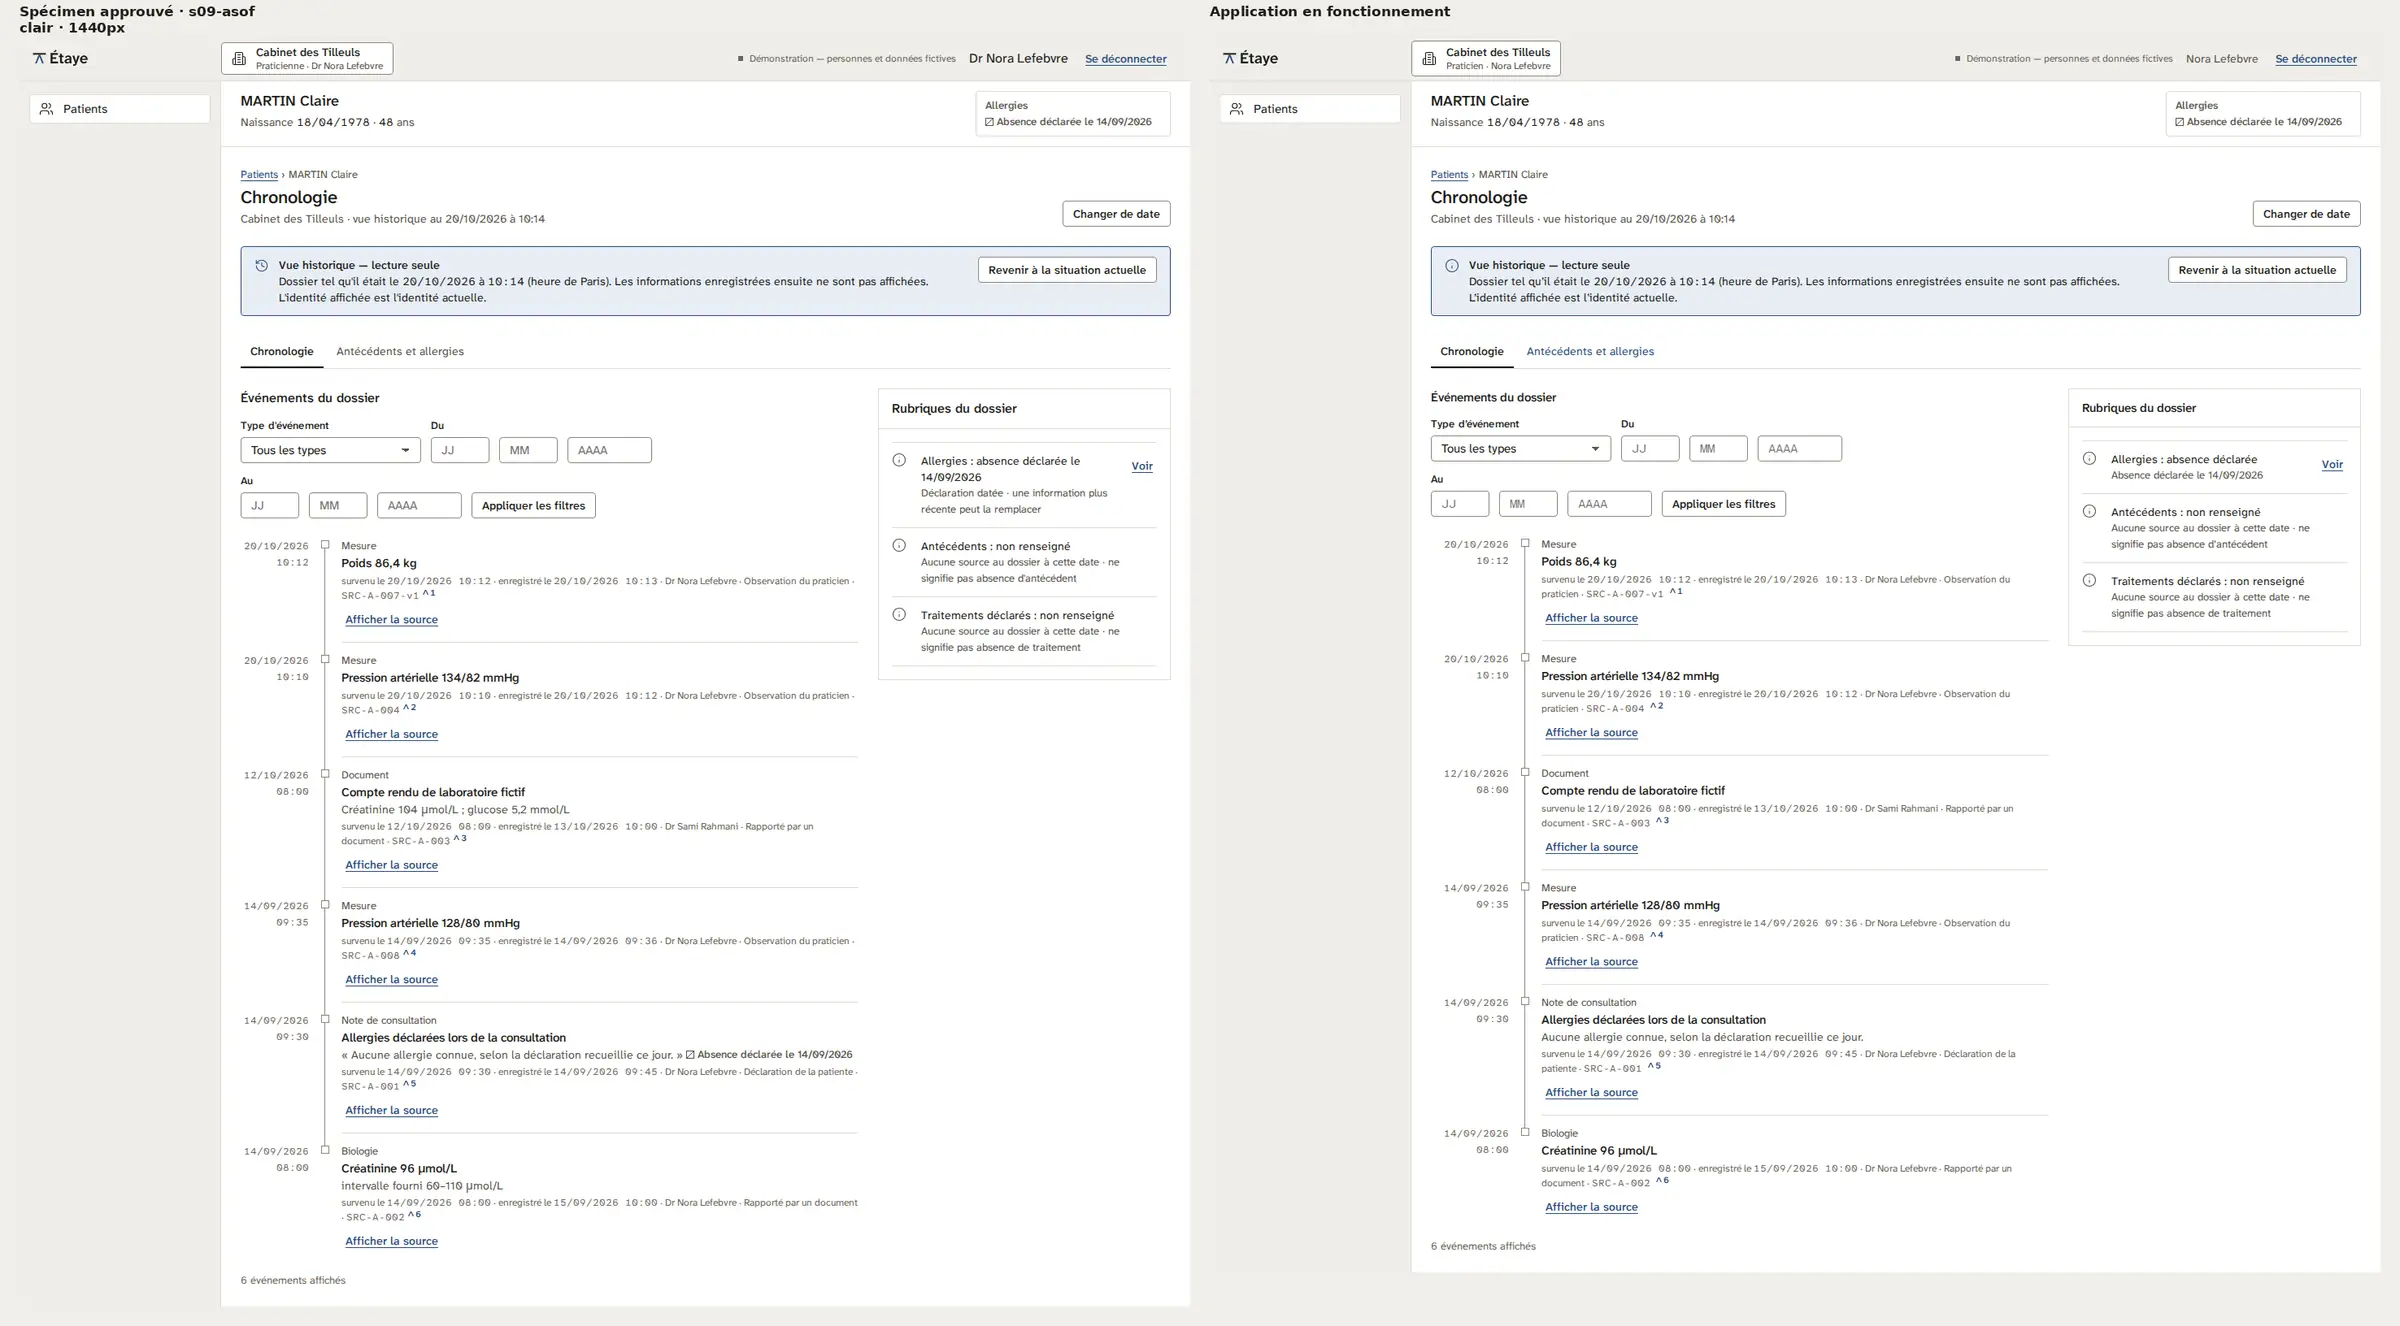 Spécimen approuvé · s09-asof
clair · 1440px
Étaye
Cabinet des Tilleuls
Praticienne · Dr Nora Lefebvre
Démonstration — personnes et données fictives
Dr Nora Lefebvre
Se déconnecter
Patients
MARTIN Claire
Naissance 18/04/1978 · 48 ans
Allergies
Absence déclarée le 14/09/2026
Patients › MARTIN Claire
Chronologie
Cabinet des Tilleuls · vue historique au 20/10/2026 à 10:14
Changer de date
Vue historique — lecture seule
Dossier tel qu'il était le 20/10/2026 à 10:14 (heure de Paris). Les informations enregistrées ensuite ne sont pas affichées.
L'identité affichée est l'identité actuelle.
Revenir à la situation actuelle
Chronologie
Antécédents et allergies
Événements du dossier
Type d'événement
Du
Tous les types
JJ
MM
AAAA
Au
JJ
MM
AAAA
Appliquer les filtres
20/10/2026
10:12
Mesure
Poids 86,4 kg
survenu le 20/10/2026 10:12 · enregistré le 20/10/2026 10:13 · Dr Nora Lefebvre · Observation du praticien ·
SRC-A-007-v1 ^1
Afficher la source
20/10/2026
10:10
Mesure
Pression artérielle 134/82 mmHg
survenu le 20/10/2026 10:10 · enregistré le 20/10/2026 10:12 · Dr Nora Lefebvre · Observation du praticien ·
SRC-A-004 ^2
Afficher la source
12/10/2026
08:00
Document
Compte rendu de laboratoire fictif
Créatinine 104 µmol/L ; glucose 5,2 mmol/L
survenu le 12/10/2026 08:00 · enregistré le 13/10/2026 10:00 · Dr Sami Rahmani · Rapporté par un
document · SRC-A-003 ^3
Afficher la source
14/09/2026
09:35
Mesure
Pression artérielle 128/80 mmHg
survenu le 14/09/2026 09:35 · enregistré le 14/09/2026 09:36 · Dr Nora Lefebvre · Observation du praticien ·
SRC-A-008 ^4
Afficher la source
14/09/2026
09:30
Note de consultation
Allergies déclarées lors de la consultation
« Aucune allergie connue, selon la déclaration recueillie ce jour. » Absence déclarée le 14/09/2026
survenu le 14/09/2026 09:30 · enregistré le 14/09/2026 09:45 · Dr Nora Lefebvre · Déclaration de la patiente ·
SRC-A-001 ^5
Afficher la source
14/09/2026
08:00
Biologie
Créatinine 96 µmol/L
intervalle fourni 60–110 µmol/L
survenu le 14/09/2026 08:00 · enregistré le 15/09/2026 10:00 · Dr Nora Lefebvre · Rapporté par un document
· SRC-A-002 ^6
Afficher la source
6 événements affichés
Rubriques du dossier
Allergies : absence déclarée le
14/09/2026
Déclaration datée · une information plus
récente peut la remplacer
Voir
Antécédents : non renseigné
Aucune source au dossier à cette date · ne
signifie pas absence d'antécédent
Traitements déclarés : non renseigné
Aucune source au dossier à cette date · ne
signifie pas absence de traitement
Application en fonctionnement
Étaye
Cabinet des Tilleuls
Praticien · Nora Lefebvre
Démonstration — personnes et données fictives
Nora Lefebvre
Se déconnecter
Patients
MARTIN Claire
Naissance 18/04/1978 · 48 ans
Allergies
Absence déclarée le 14/09/2026
Patients › MARTIN Claire
Chronologie
Cabinet des Tilleuls · vue historique au 20/10/2026 à 10:14
Changer de date
Vue historique — lecture seule
Dossier tel qu'il était le 20/10/2026 à 10:14 (heure de Paris). Les informations enregistrées ensuite ne sont pas affichées.
L'identité affichée est l'identité actuelle.
Revenir à la situation actuelle
Chronologie
Antécédents et allergies
Événements du dossier
Type d'événement
Du
Tous les types
JJ
MM
AAAA
Au
JJ
MM
AAAA
Appliquer les filtres
20/10/2026
10:12
Mesure
Poids 86,4 kg
survenu le 20/10/2026 10:12 · enregistré le 20/10/2026 10:13 · Dr Nora Lefebvre · Observation du
praticien · SRC-A-007-v1 ^1
Afficher la source
20/10/2026
10:10
Mesure
Pression artérielle 134/82 mmHg
survenu le 20/10/2026 10:10 · enregistré le 20/10/2026 10:12 · Dr Nora Lefebvre · Observation du
praticien · SRC-A-004 ^2
Afficher la source
12/10/2026
08:00
Document
Compte rendu de laboratoire fictif
survenu le 12/10/2026 08:00 · enregistré le 13/10/2026 10:00 · Dr Sami Rahmani · Rapporté par un
document · SRC-A-003 ^3
Afficher la source
14/09/2026
09:35
Mesure
Pression artérielle 128/80 mmHg
survenu le 14/09/2026 09:35 · enregistré le 14/09/2026 09:36 · Dr Nora Lefebvre · Observation du
praticien · SRC-A-008 ^4
Afficher la source
14/09/2026
09:30
Note de consultation
Allergies déclarées lors de la consultation
Aucune allergie connue, selon la déclaration recueillie ce jour.
survenu le 14/09/2026 09:30 · enregistré le 14/09/2026 09:45 · Dr Nora Lefebvre · Déclaration de la
patiente · SRC-A-001 ^5
Afficher la source
14/09/2026
08:00
Biologie
Créatinine 96 µmol/L
survenu le 14/09/2026 08:00 · enregistré le 15/09/2026 10:00 · Dr Nora Lefebvre · Rapporté par un
document · SRC-A-002 ^6
Afficher la source
6 événements affichés
Rubriques du dossier
Allergies : absence déclarée
Absence déclarée le 14/09/2026
Voir
Antécédents : non renseigné
Aucune source au dossier à cette date · ne
signifie pas absence d'antécédent
Traitements déclarés : non renseigné
Aucune source au dossier à cette date · ne
signifie pas absence de traitement